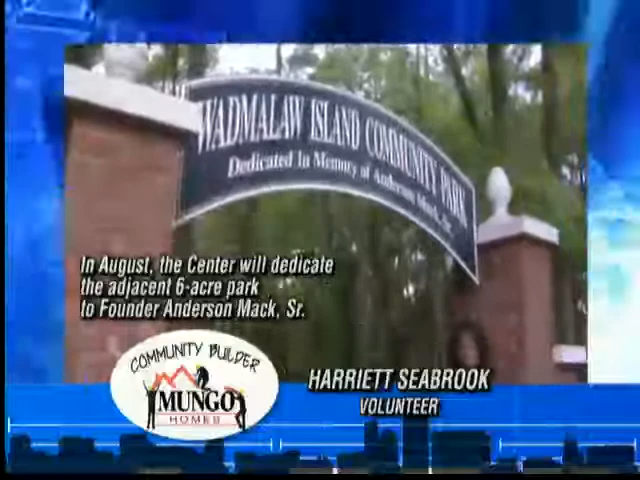 WADMALAW ISLAND COMMUNITY PARK
Dedicated In Memory of Anderson Mack, Sr.
In August, the Center will dedicate
the adjacent 6-acre park
to Founder Anderson Mack, Sr.
COMMUNITY BUILDER
MUNGO
HOMES
HARRIETT SEABROOK
VOLUNTEER